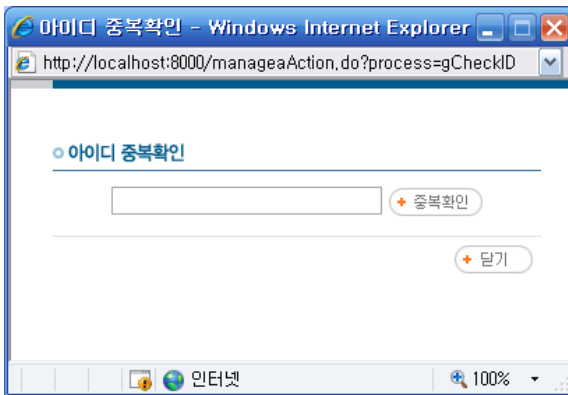 아이디 중복확인 - Windows Internet Explorer
http://localhost:8000/manageaAction,do?process=gCheckID
아이디 중복확인
중복확인
닫기
인터넷
100%